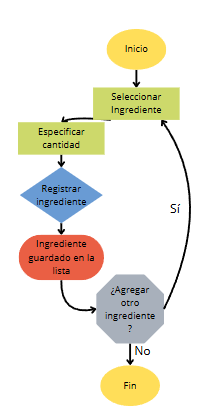 Inicio
Seleccionar
Ingrediente
Especificar
cantidad
Registrar
ingrediente
Ingrediente
guardado en la
lista
¿Agregar
otro
ingrediente
?
Sí
No
Fin